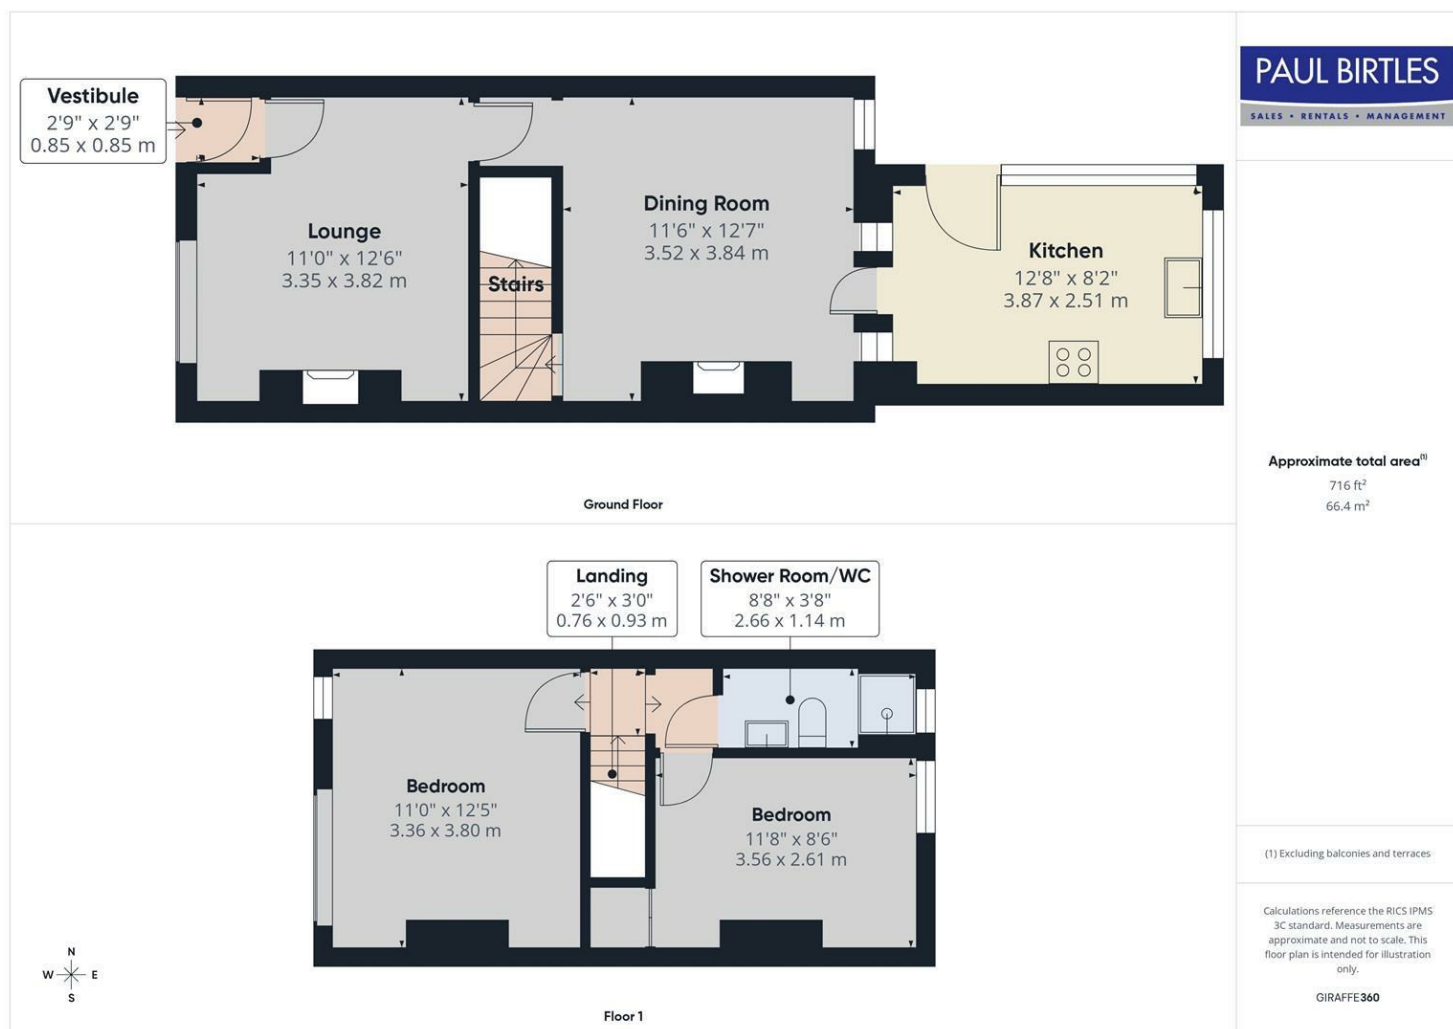 Vestibule
2'9" x 2'9"
0.85 x 0.85 m
Lounge
11'0" x 12'6"
3.35 x 3.82 m
Stairs
Dining Room
11'6" x 12'7"
3.52 x 3.84 m
Kitchen
12'8" x 8'2"
3.87 x 2.51 m
Ground Floor
Landing
2'6" x 3'0"
0.76 x 0.93 m
Shower Room/WC
8'8" x 3'8"
2.66 x 1.14 m
Bedroom
11'0" x 12'5"
3.36 x 3.80 m
Bedroom
11'8" x 8'6"
3.56 x 2.61 m
N
W E
S
Floor 1
PAUL BIRTLES
SALES • RENTALS • MANAGEMENT
Approximate total area(1)
716 ft²
66.4 m²
(1) Excluding balconies and terraces
Calculations reference the RICS IPMS
3C standard. Measurements are
approximate and not to scale. This
floor plan is intended for illustration
only.
GIRAFFE360